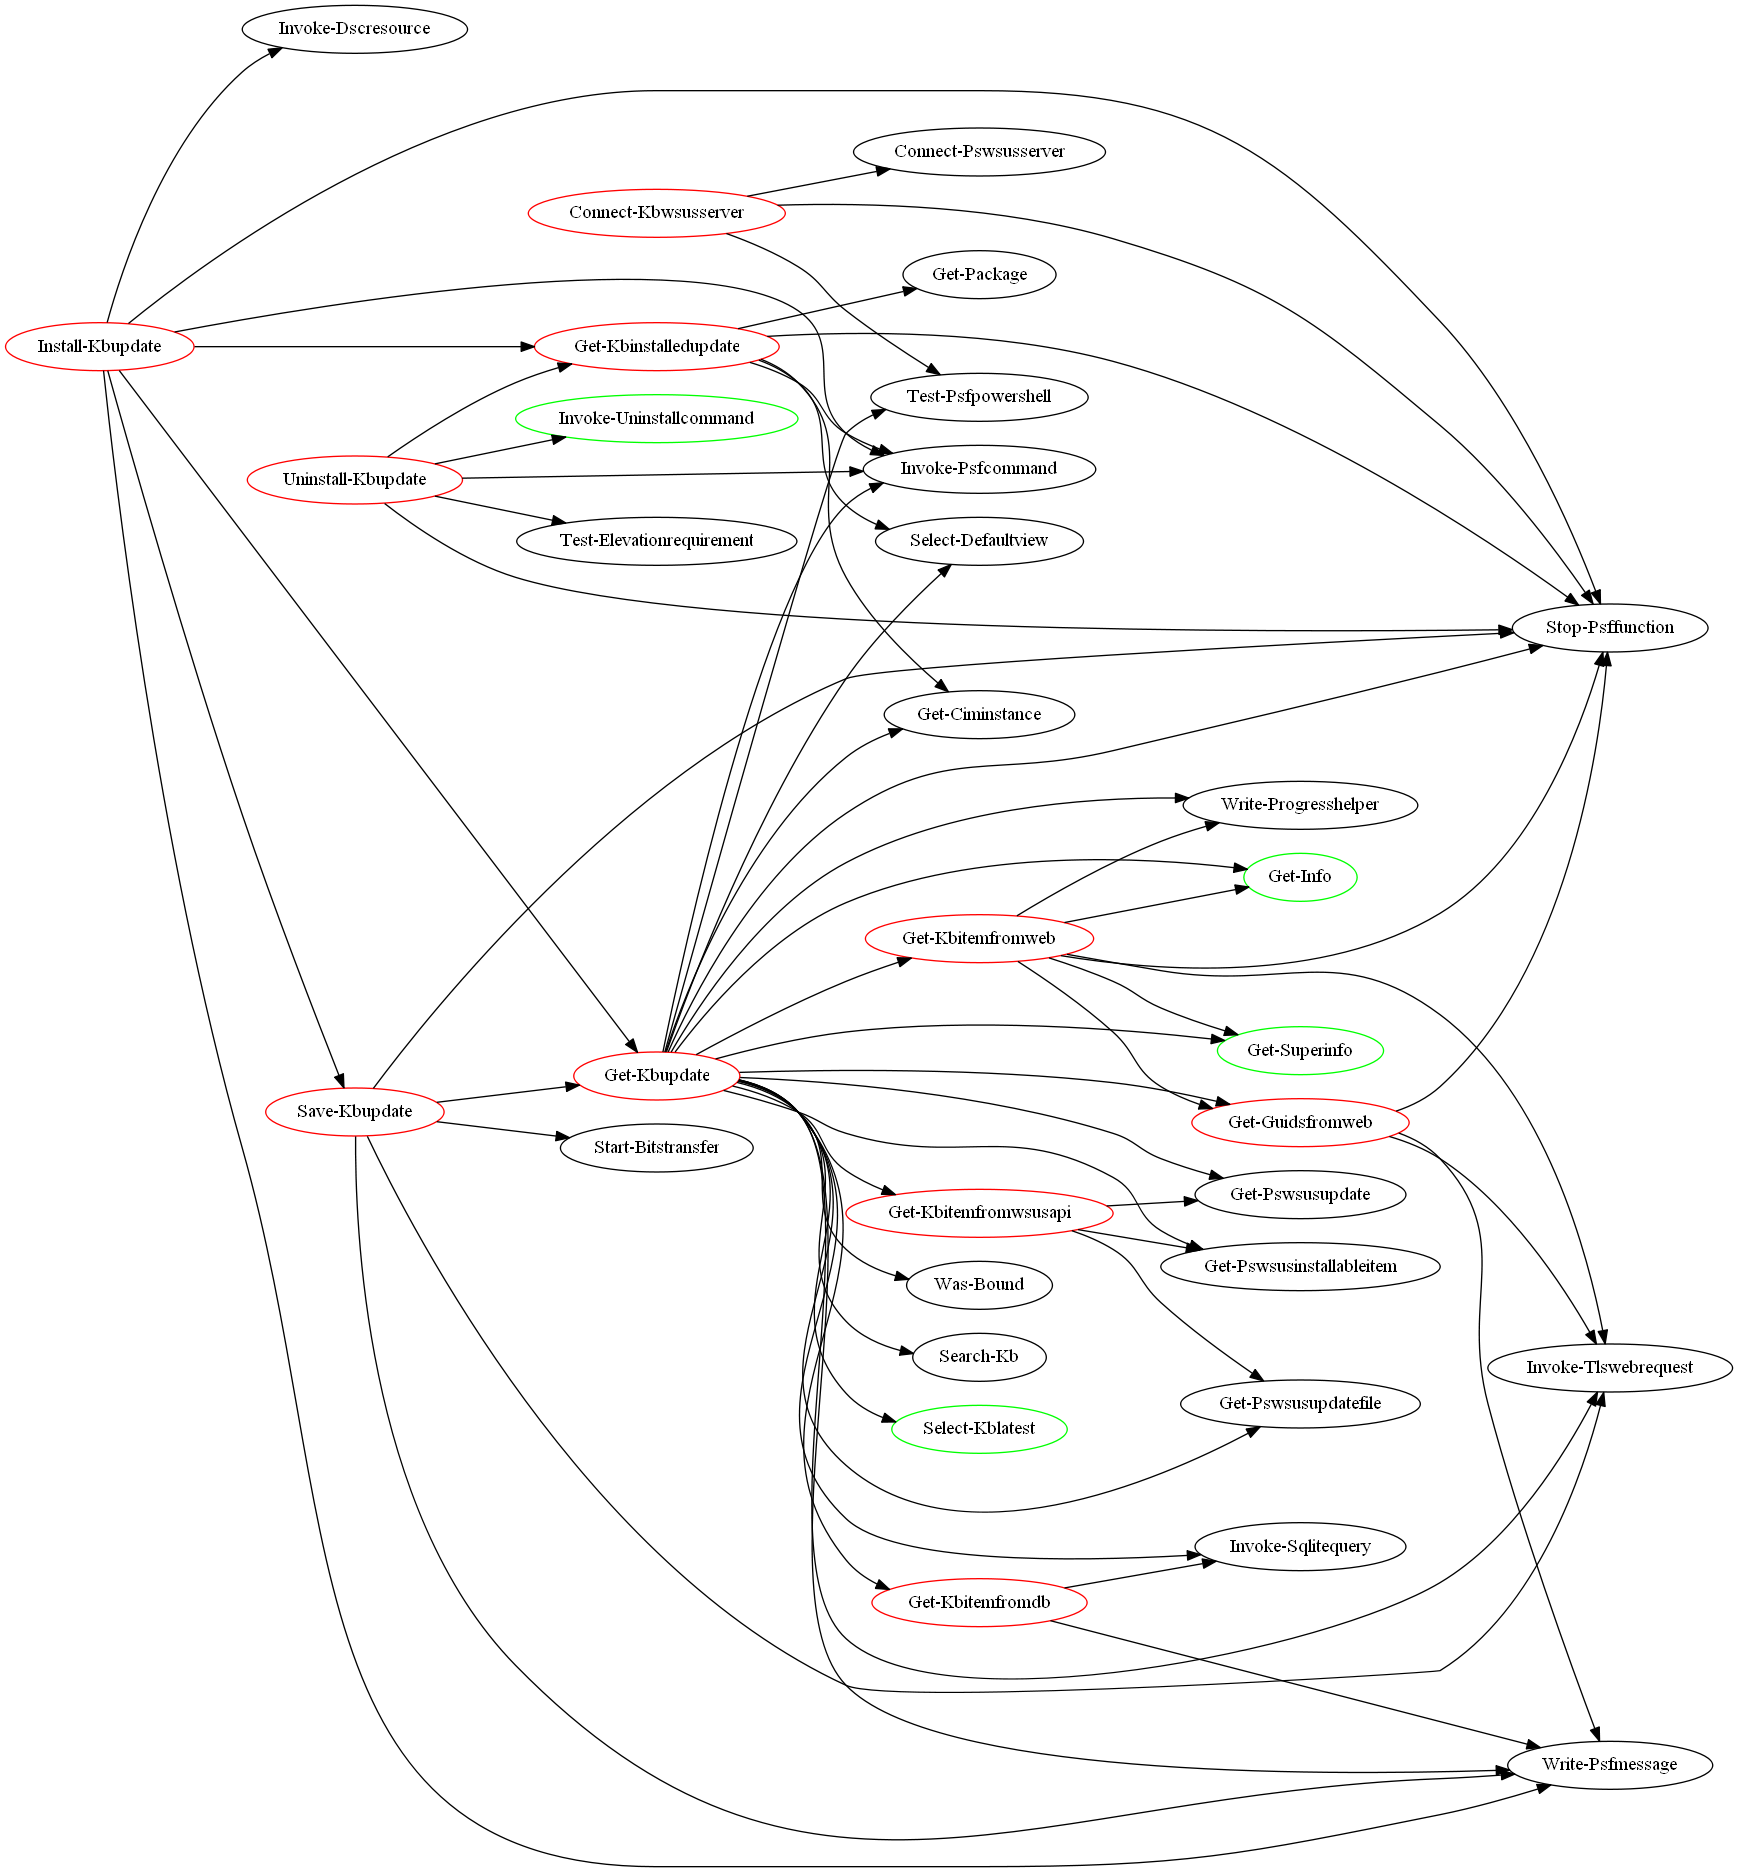 Invoke-Dscresource
Connect-Pswsusserver
Connect-Kbwsusserver
Get-Package
Install-Kbupdate
Get-Kbinstalledupdate
Test-Psfpowershell
Invoke-Uninstallcommand
Invoke-Psfcommand
Uninstall-Kbupdate
Test-Elevationrequirement
Select-Defaultview
Stop-Psffunction
Get-Ciminstance
Write-Progresshelper
Get-Info
Get-Kbitemfromweb
Get-Superinfo
Get-Kbupdate
Save-Kbupdate
Get-Guidsfromweb
Start-Bitstransfer
Get-Pswsusupdate
Get-Kbitemfromwsusapi
Get-Pswsusinstallableitem
Was-Bound
Search-Kb
Invoke-Tlswebrequest
Get-Pswsusupdatefile
Select-Kblatest
Invoke-Sqlitequery
Get-Kbitemfromdb
Write-Psfmessage